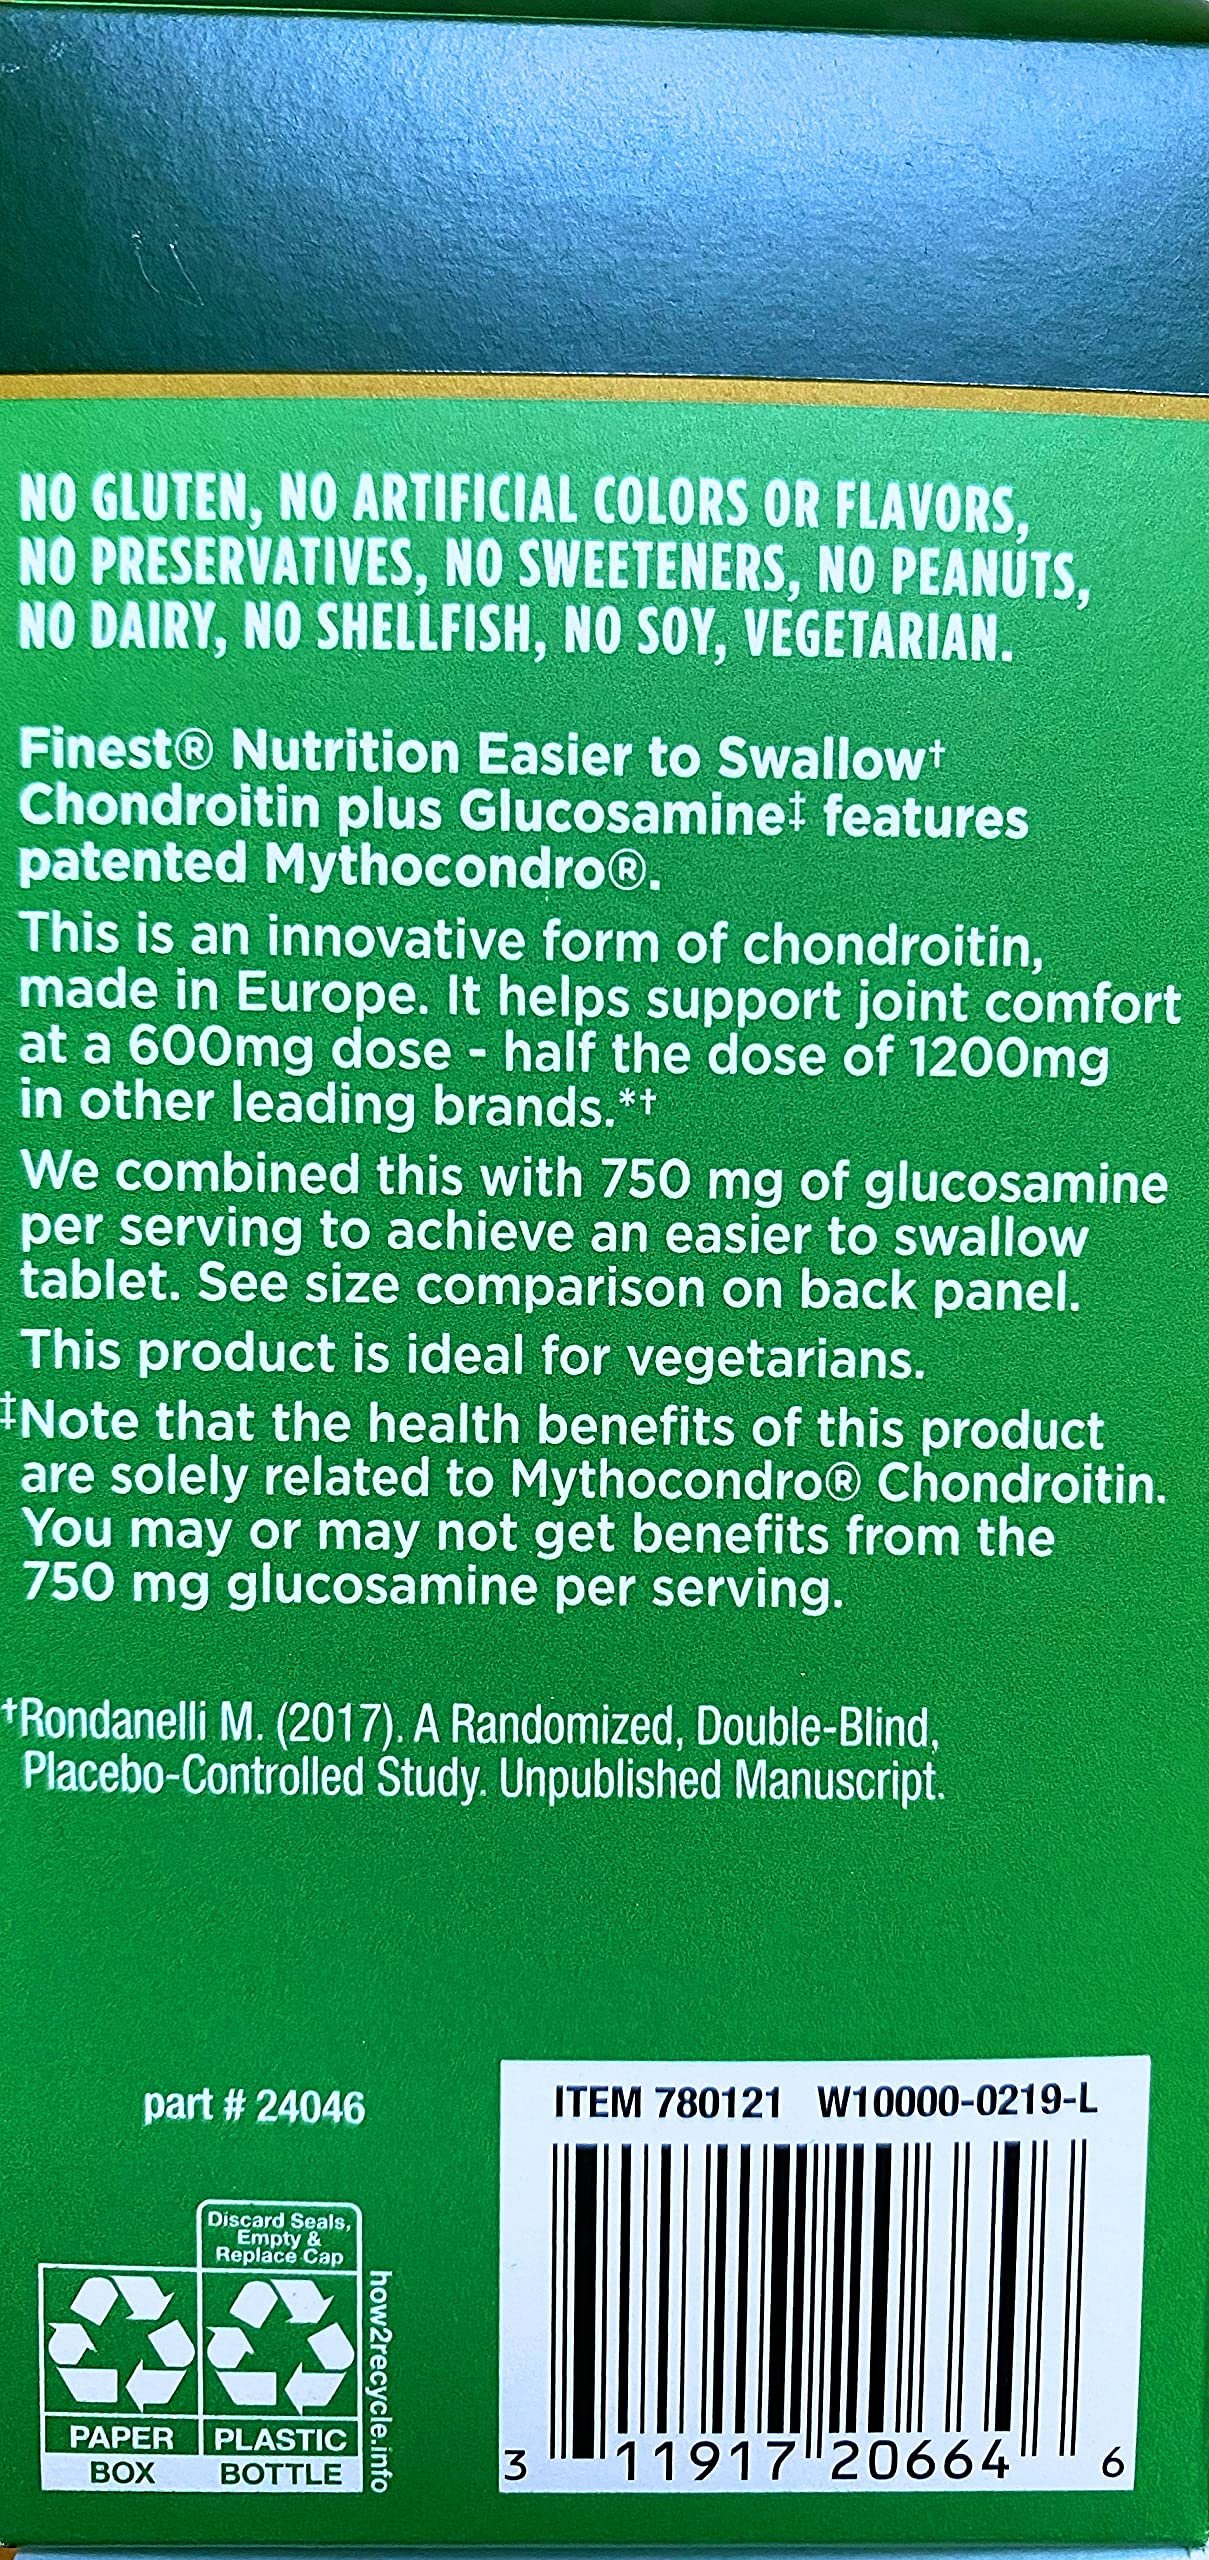 NO GLUTEN, NO ARTIFICIAL COLORS OR FLAVORS,
NO PRESERVATIVES, NO SWEETENERS, NO PEANUTS,
NO DAIRY, NO SHELLFISH, NO SOY, VEGETARIAN.
Finest® Nutrition Easier to Swallow†
Chondroitin plus Glucosamine‡ features
patented Mythocondro®.
This is an innovative form of chondroitin,
made in Europe. It helps support joint comfort
at a 600mg dose - half the dose of 1200mg
in other leading brands.*†
We combined this with 750 mg of glucosamine
per serving to achieve an easier to swallow
tablet. See size comparison on back panel.
This product is ideal for vegetarians.
‡Note that the health benefits of this product
are solely related to Mythocondro® Chondroitin.
You may or may not get benefits from the
750 mg glucosamine per serving.
†Rondanelli M. (2017). A Randomized, Double-Blind,
Placebo-Controlled Study. Unpublished Manuscript.
part # 24046
Discard Seals,
Empty &
Replace Cap
PAPER
BOX
PLASTIC
BOTTLE
how2recycle.info
ITEM 780121 W10000-0219-L
3 11917 20664 6